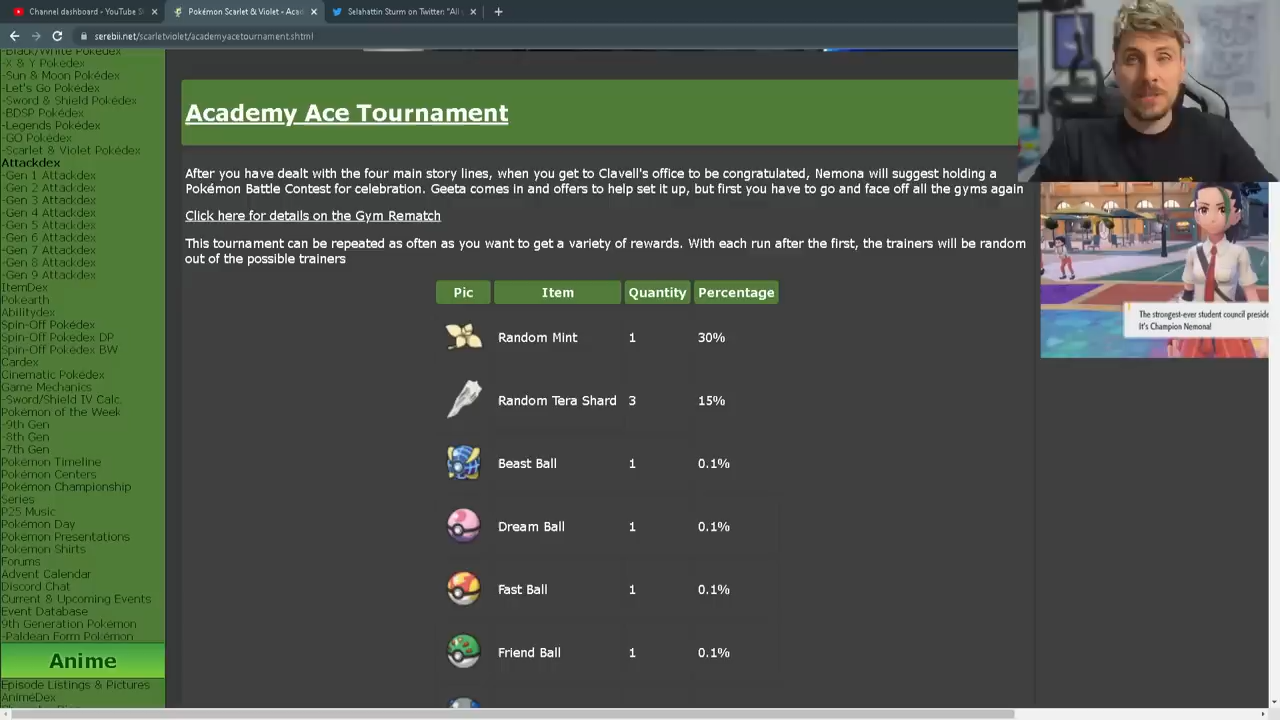 Channel dashboard - YouTube S
Pokémon Scarlet & Violet - Acad
Selahattin Sturm on Twitter: "All
serebii.net/scarletviolet/academyacetournament.shtml
-Black/White Pokédex
-X & Y Pokédex
-Sun & Moon Pokédex
-Let's Go Pokédex
-Sword & Shield Pokédex
-BDSP Pokédex
-Legends Pokédex
-GO Pokédex
-Scarlet & Violet Pokédex
Attackdex
-Gen 1 Attackdex
-Gen 2 Attackdex
-Gen 3 Attackdex
-Gen 4 Attackdex
-Gen 5 Attackdex
-Gen 6 Attackdex
-Gen 7 Attackdex
-Gen 8 Attackdex
-Gen 9 Attackdex
ItemDex
Pokéarth
Abilitydex
Spin-Off Pokédex
Spin-Off Pokédex DP
Spin-Off Pokédex BW
Cardex
Cinematic Pokédex
Game Mechanics
-Sword/Shield IV Calc.
Pokémon of the Week
-9th Gen
-8th Gen
-7th Gen
Pokémon Timeline
Pokémon Centers
Pokémon Championship
Series
P25 Music
Pokémon Day
Pokémon Presentations
Pokémon Shirts
Forums
Advent Calendar
Discord Chat
Current & Upcoming Events
Event Database
9th Generation Pokémon
-Paldean Form Pokémon
Anime
Episode Listings & Pictures
AniméDex
Academy Ace Tournament
After you have dealt with the four main story lines, when you get to Clavell's office to be congratulated, Nemona will suggest holding a
Pokémon Battle Contest for celebration. Geeta comes in and offers to help set it up, but first you have to go and face off all the gyms again
Click here for details on the Gym Rematch
This tournament can be repeated as often as you want to get a variety of rewards. With each run after the first, the trainers will be random
out of the possible trainers
Pic Item Quantity Percentage
Random Mint 1 30%
Random Tera Shard 3 15%
Beast Ball 1 0.1%
Dream Ball 1 0.1%
Fast Ball 1 0.1%
Friend Ball 1 0.1%
The strongest-ever student council preside
It's Champion Nemona!